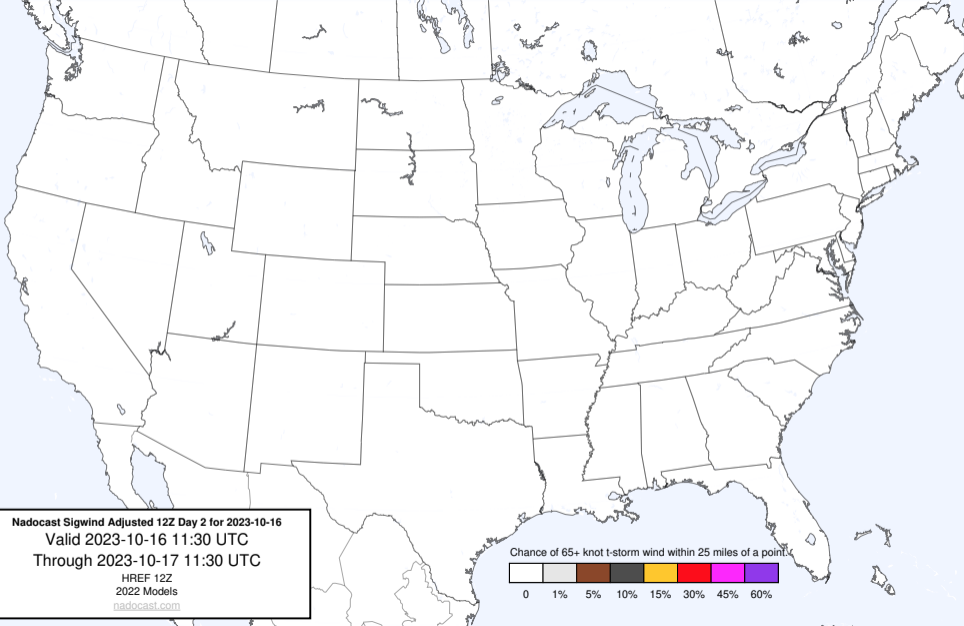 Nadocast Sigwind Adjusted 12Z Day 2 for 2023-10-16
Valid 2023-10-16 11:30 UTC
Through 2023-10-17 11:30 UTC
HREF 12Z
2022 Models
nadocast.com
Chance of 65+ knot t-storm wind within 25 miles of a point.
0 1% 5% 10% 15% 30% 45% 60%